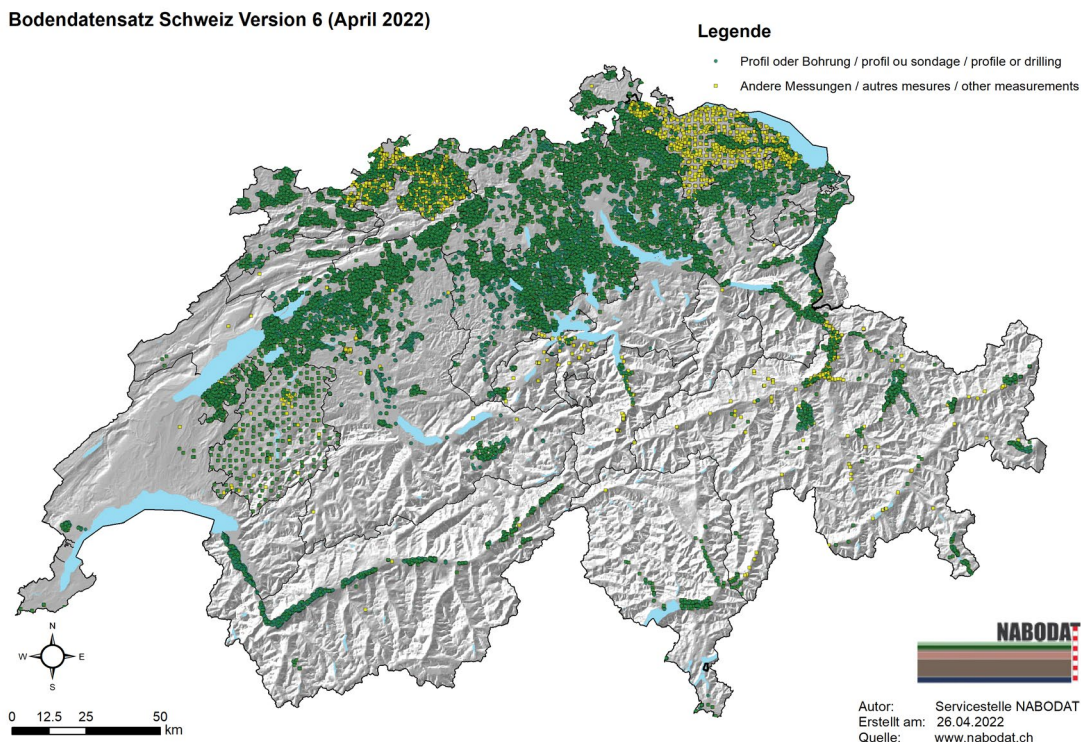 Bodendatensatz Schweiz Version 6 (April 2022)
Legende
Profil oder Bohrung / profil ou sondage / profile or drilling
Andere Messungen / autres mesures / other measurements
N
W E
S
0 12.5 25 50
km
NABODAT
Autor: Servicestelle NABODAT
Erstellt am: 26.04.2022
Quelle: www.nabodat.ch